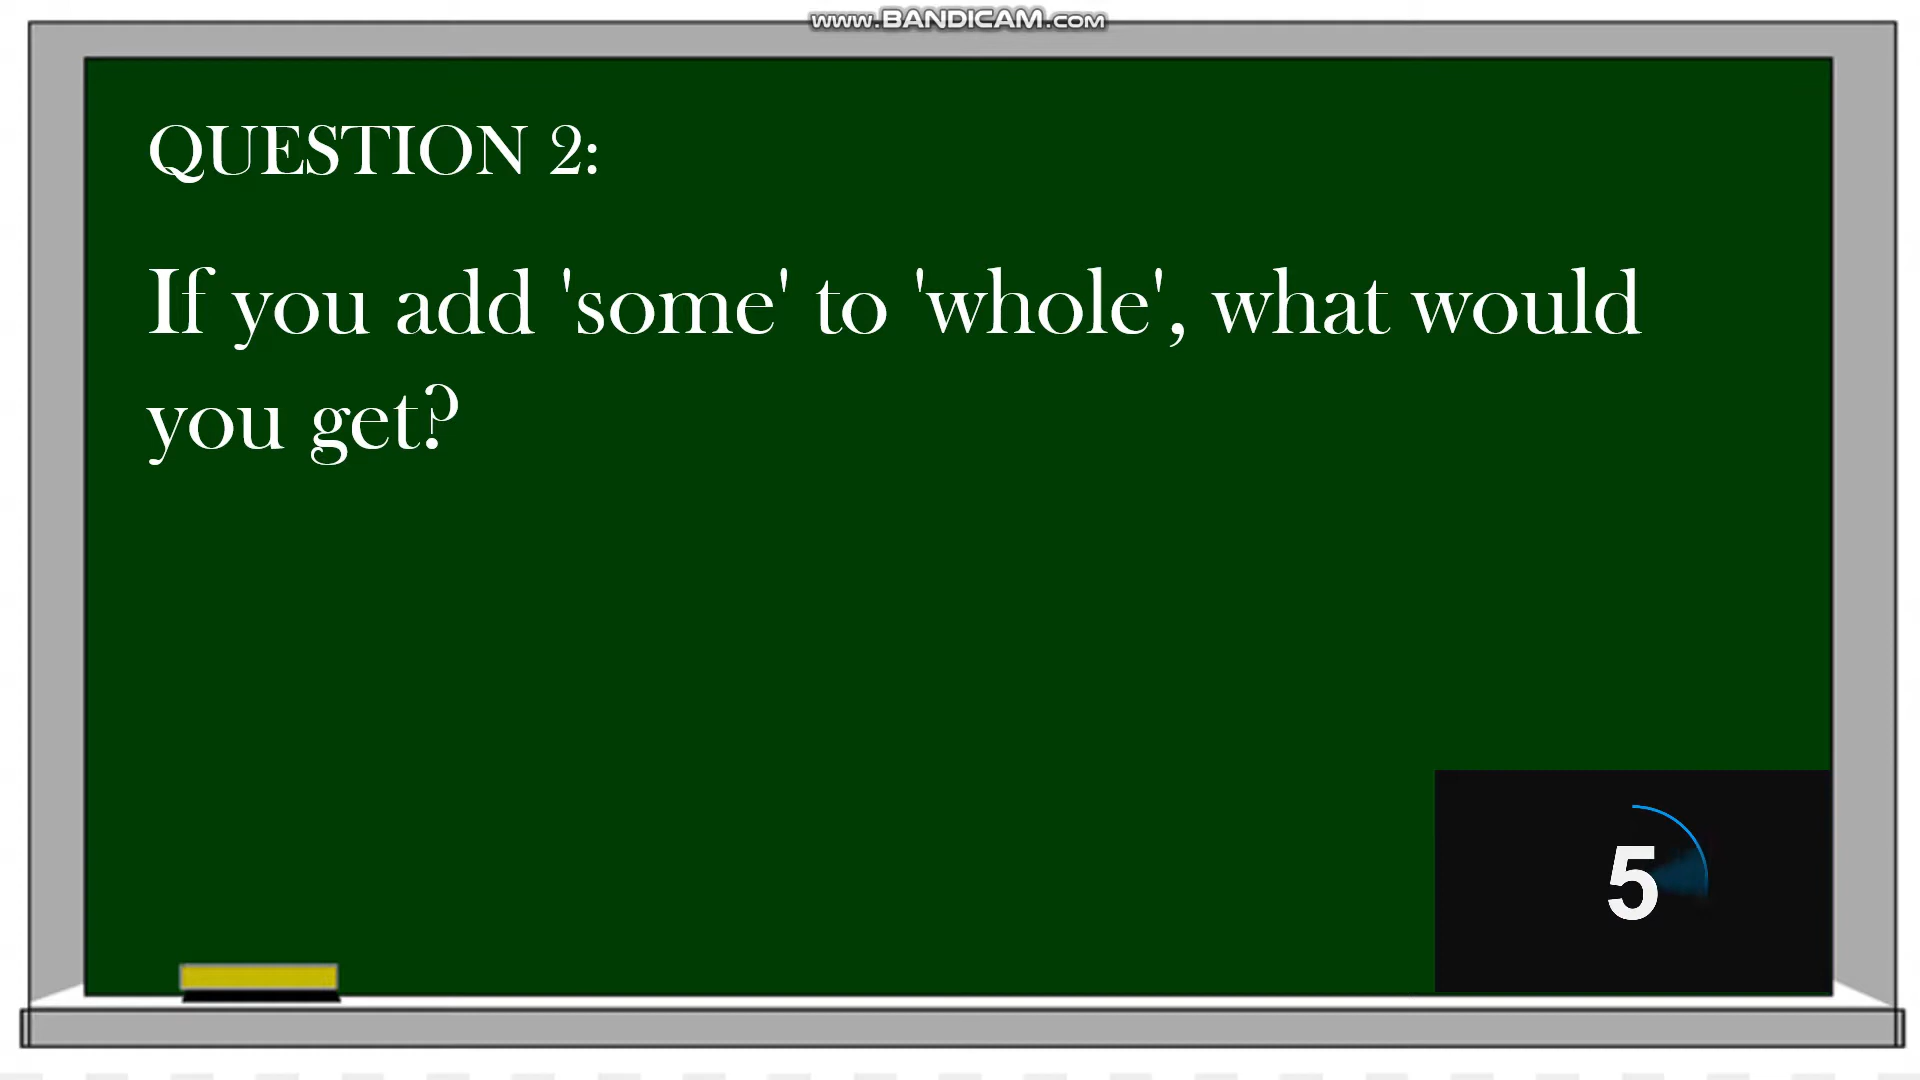 www.BANDICAM.com
QUESTION 2:
If you add 'some' to 'whole', what would
you get?
5